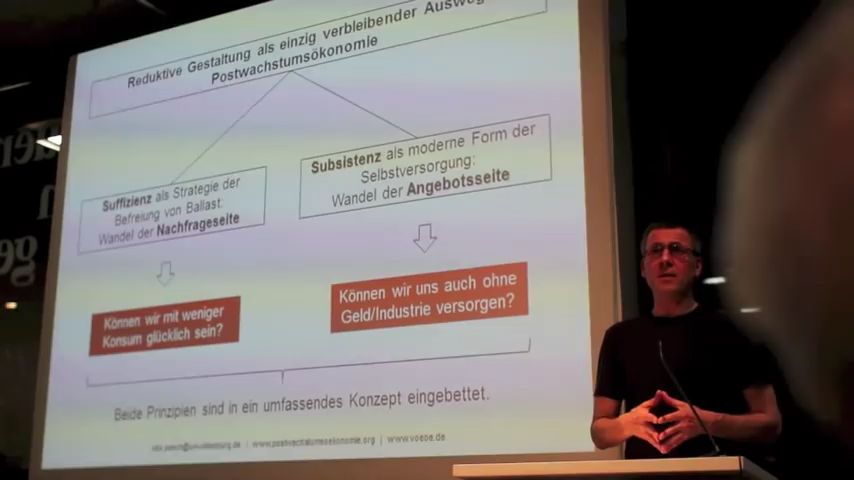 Reduktive Gestaltung als einzig verbleibender Ausweg
Postwachstumsökonomie
Suffizienz als Strategie der
Befreiung von Ballast:
Wandel der Nachfrageseite
Subsistenz als moderne Form der
Selbstversorgung:
Wandel der Angebotsseite
Können wir mit weniger
Konsum glücklich sein?
Können wir uns auch ohne
Geld/Industrie versorgen?
Beide Prinzipien sind in ein umfassendes Konzept eingebettet.
| www.postwachstumsoekonomie.org | www.voeoe.de